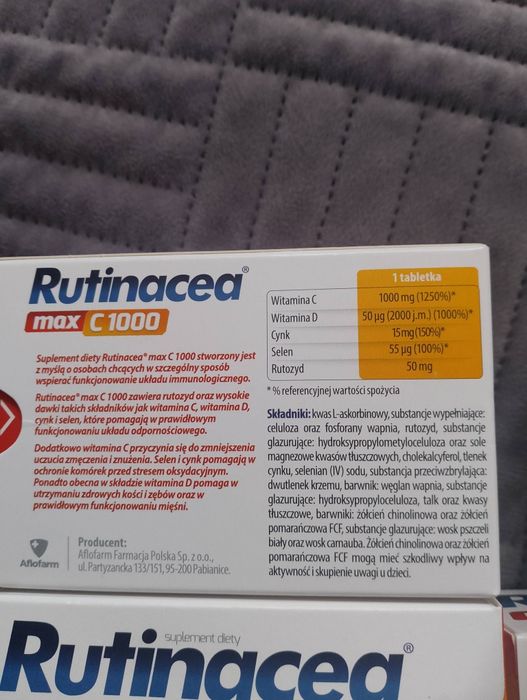 Rutinacea®
max C 1000
Suplement diety Rutinacea® max C 1000 stworzony jest
z myślą o osobach chcących w szczególny sposób
wspierać funkcjonowanie układu immunologicznego.
Rutinacea® max C 1000 zawiera rutozyd oraz wysokie
dawki takich składników jak witamina C, witamina D,
cynk i selen, które pomagają w prawidłowym
funkcjonowaniu układu odpornościowego.
Dodatkowo witamina C przyczynia się do zmniejszenia
uczucia zmęczenia i znużenia. Selen i cynk pomagają w
ochronie komórek przed stresem oksydacyjnym.
Ponadto obecna w składzie witamina D pomaga w
utrzymaniu zdrowych kości i zębów oraz w
prawidłowym funkcjonowaniu mięśni.
Aflofarm
Producent:
Aflofarm Farmacja Polska Sp. z o.o.,
ul. Partyzancka 133/151, 95-200 Pabianice.
1 tabletka
Witamina C 1000 mg (1250%)*
Witamina D 50 µg (2000 j.m.) (1000%)*
Cynk 15 mg (150%)*
Selen 55 µg (100%)*
Rutozyd 50 mg
* % referencyjnej wartości spożycia
Składniki: kwas L-askorbinowy, substancje wypełniające:
celuloza oraz fosforany wapnia, rutozyd, substancje
glazurujące: hydroksypropylometyloceluloza oraz sole
magnezowe kwasów tłuszczowych, cholekalcyferol, tlenek
cynku, selenian (IV) sodu, substancja przeciwzbrylająca:
dwutlenek krzemu, barwnik: węglan wapnia, substancje
glazurujące: hydroksypropyloceluloza, talk oraz kwasy
tłuszczowe, barwniki: żółcień chinolinowa oraz żółcień
pomarańczowa FCF, substancje glazurujące: wosk pszczeli
biały oraz wosk carnauba. Żółcień chinolinowa oraz żółcień
pomarańczowa FCF mogą mieć szkodliwy wpływ na
aktywność i skupienie uwagi u dzieci.
suplement diety
Rutinacea®